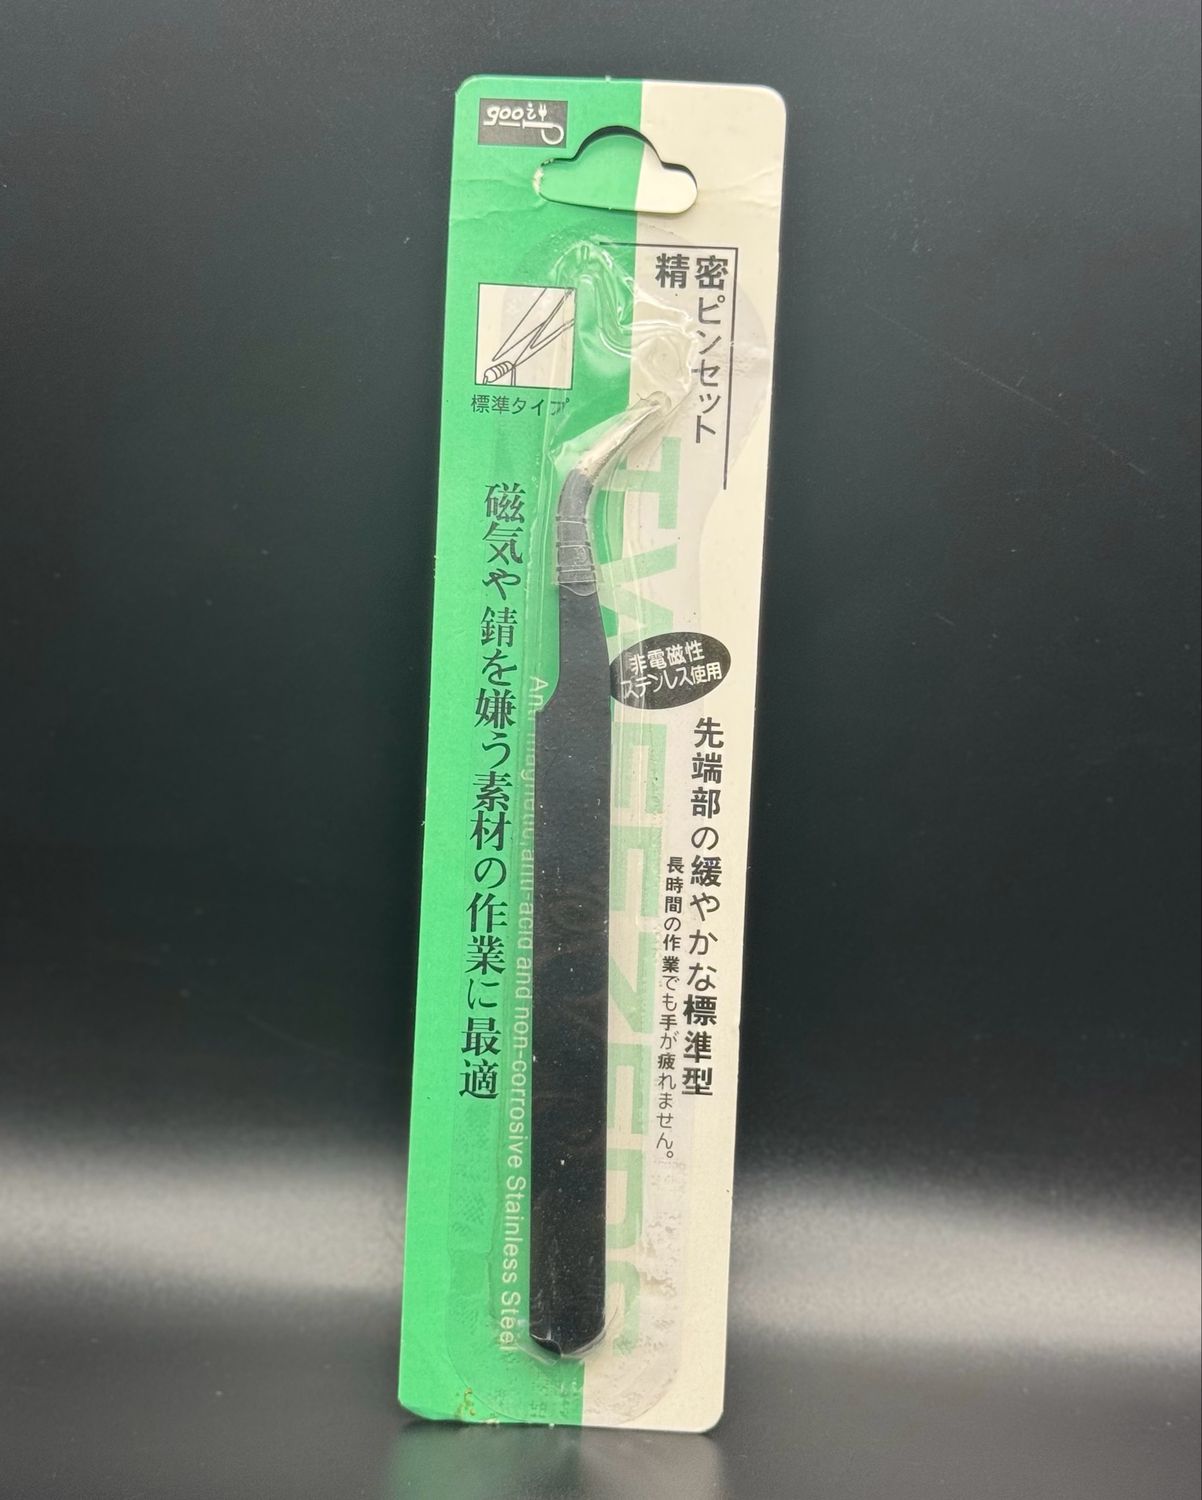 goot
精密ピンセット
標準タイプ
TWEEZERS
非電磁性
ステンレス使用
先端部の緩やかな標準型
長時間の作業でも手が疲れません。
磁気や錆を嫌う素材の作業に最適
Anti-magnetic, anti-acid and non-corrosive Stainless Steel